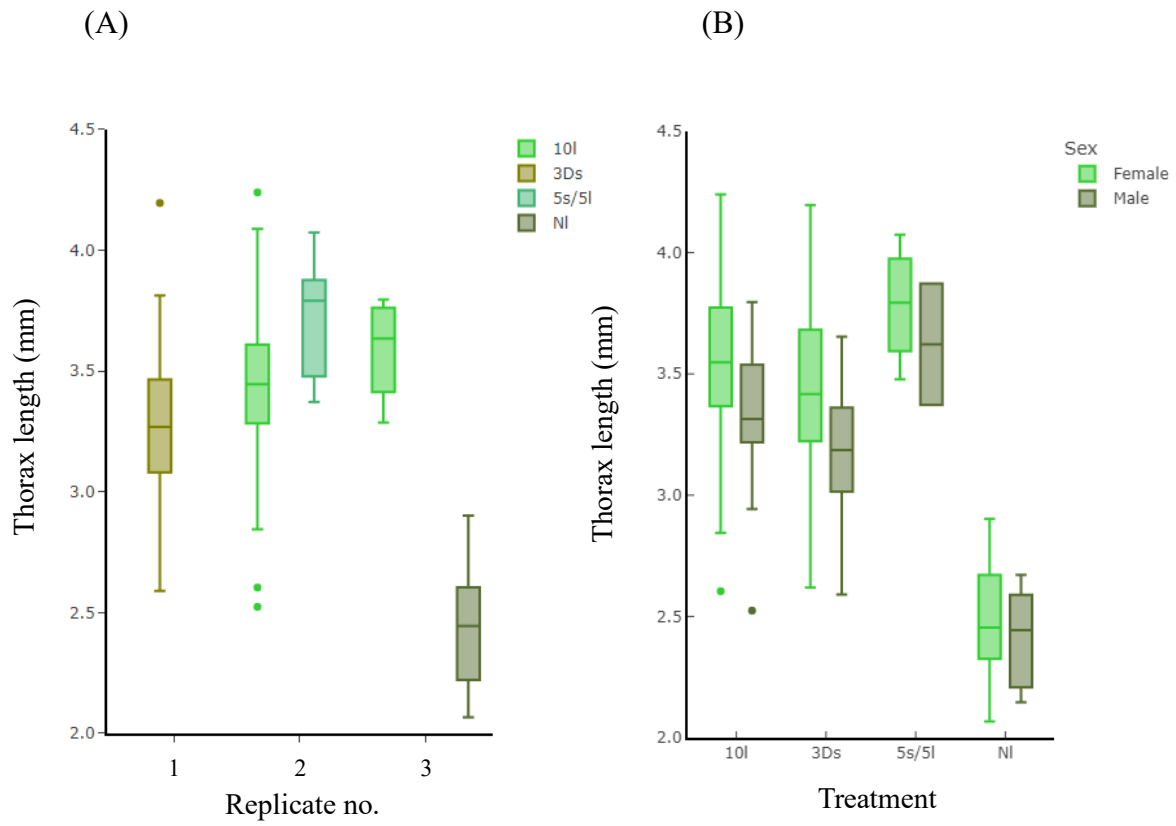 (A)
(B)
Thorax length (mm)
4.5
4.0
3.5
3.0
2.5
2.0
1
2
3
Replicate no.
10l
3Ds
5s/5l
Nl
Thorax length (mm)
4.5
4.0
3.5
3.0
2.5
2.0
10l
3Ds
5s/5l
Nl
Treatment
Sex
Female
Male